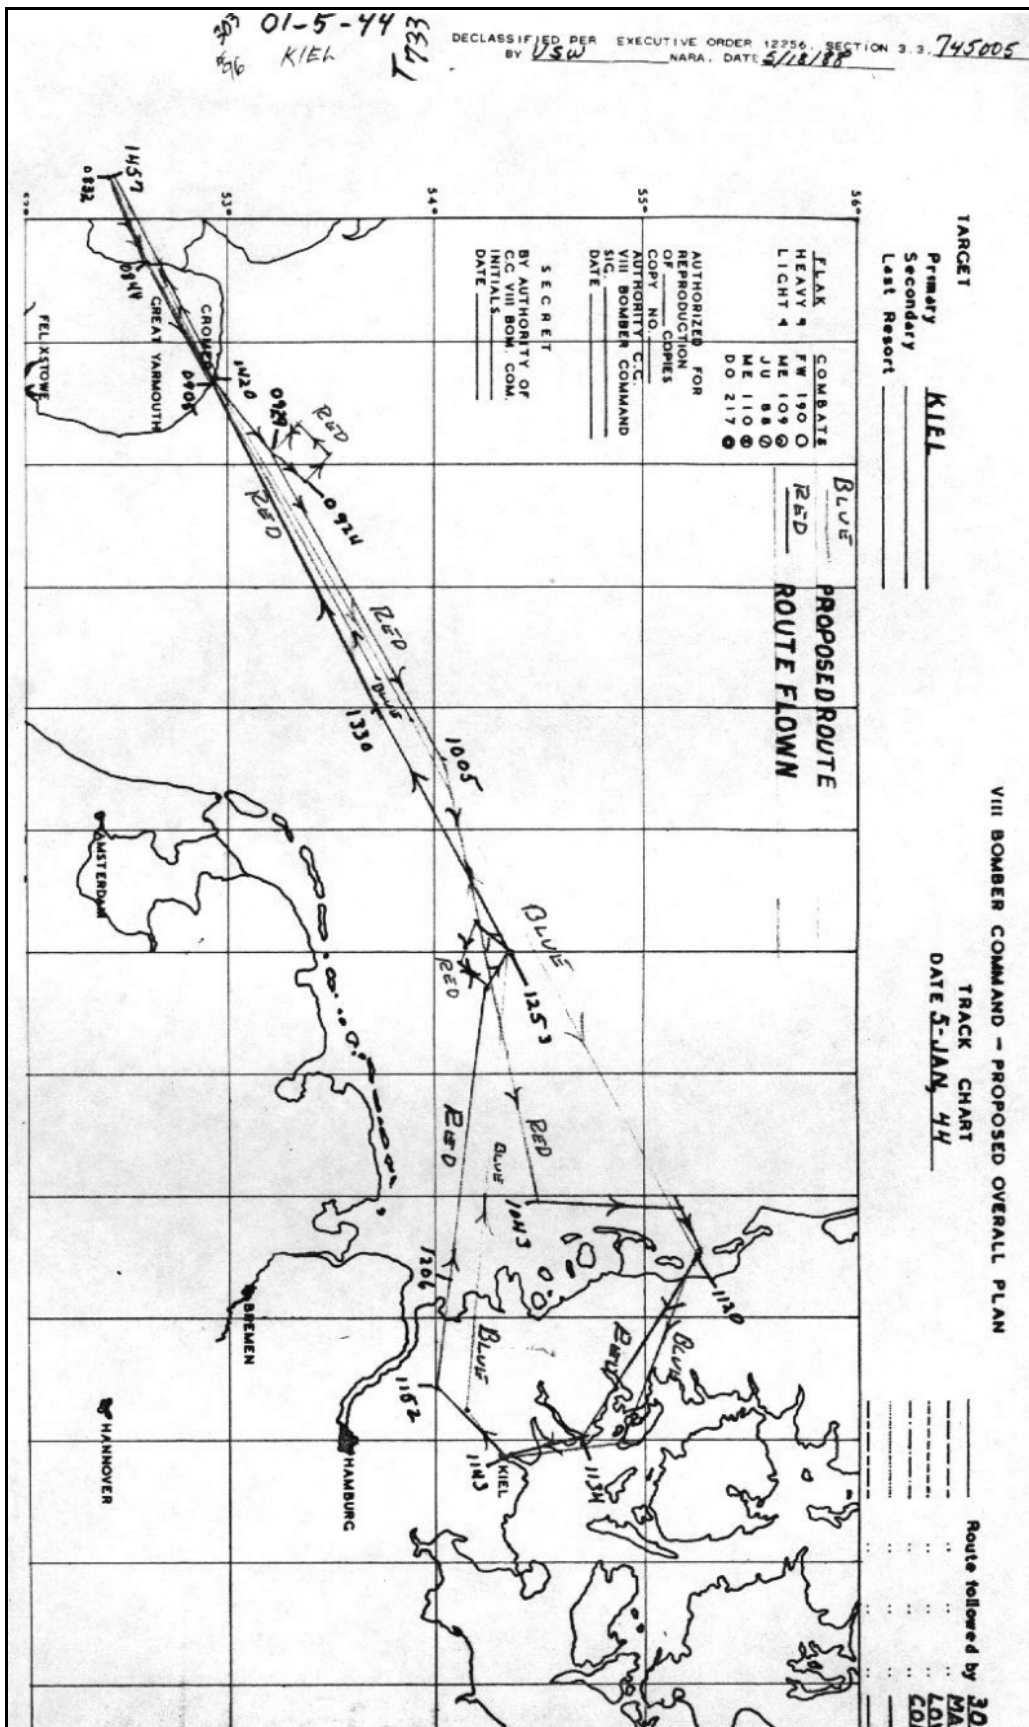 01-5-44
KIEL
DECLASSIFIED PER EXECUTIVE ORDER 12356, SECTION 3.3, 745005
BY USW NARA, DATE 5/18/88
VIII BOMBER COMMAND - PROPOSED OVERALL PLAN
TRACK CHART
DATE 5-JAN, 44
TARGET
Primary KIEL
Secondary
Last Resort
BLUE PROPOSED ROUTE
RED ROUTE FLOWN
FLAK COMBATS
HEAVY FW 190
LIGHT ME 109
JU 88
ME 110
DO 217
AUTHORIZED FOR
REPRODUCTION
OF COPIES
COPY NO.
AUTHORITY C.G.
VIII BOMBER COMMAND
SIG.
DATE
SECRET
BY AUTHORITY OF
C.G. VIII BOM. COM.
INITIALS
DATE
Route followed by 30
56°
55°
54°
53°
1457
0832
0844
CROMER
GREAT YARMOUTH
FELIXSTOWE
0908
1420
0929
RED
0924
RED
RED
BLUE
1330
1005
BLUE
RED
1253
RED
RED
BLUE
1043
1206
1120
BLUE
RED
BLUE
1152
1143
KIEL
1134
AMSTERDAM
BREMEN
HAMBURG
HANNOVER